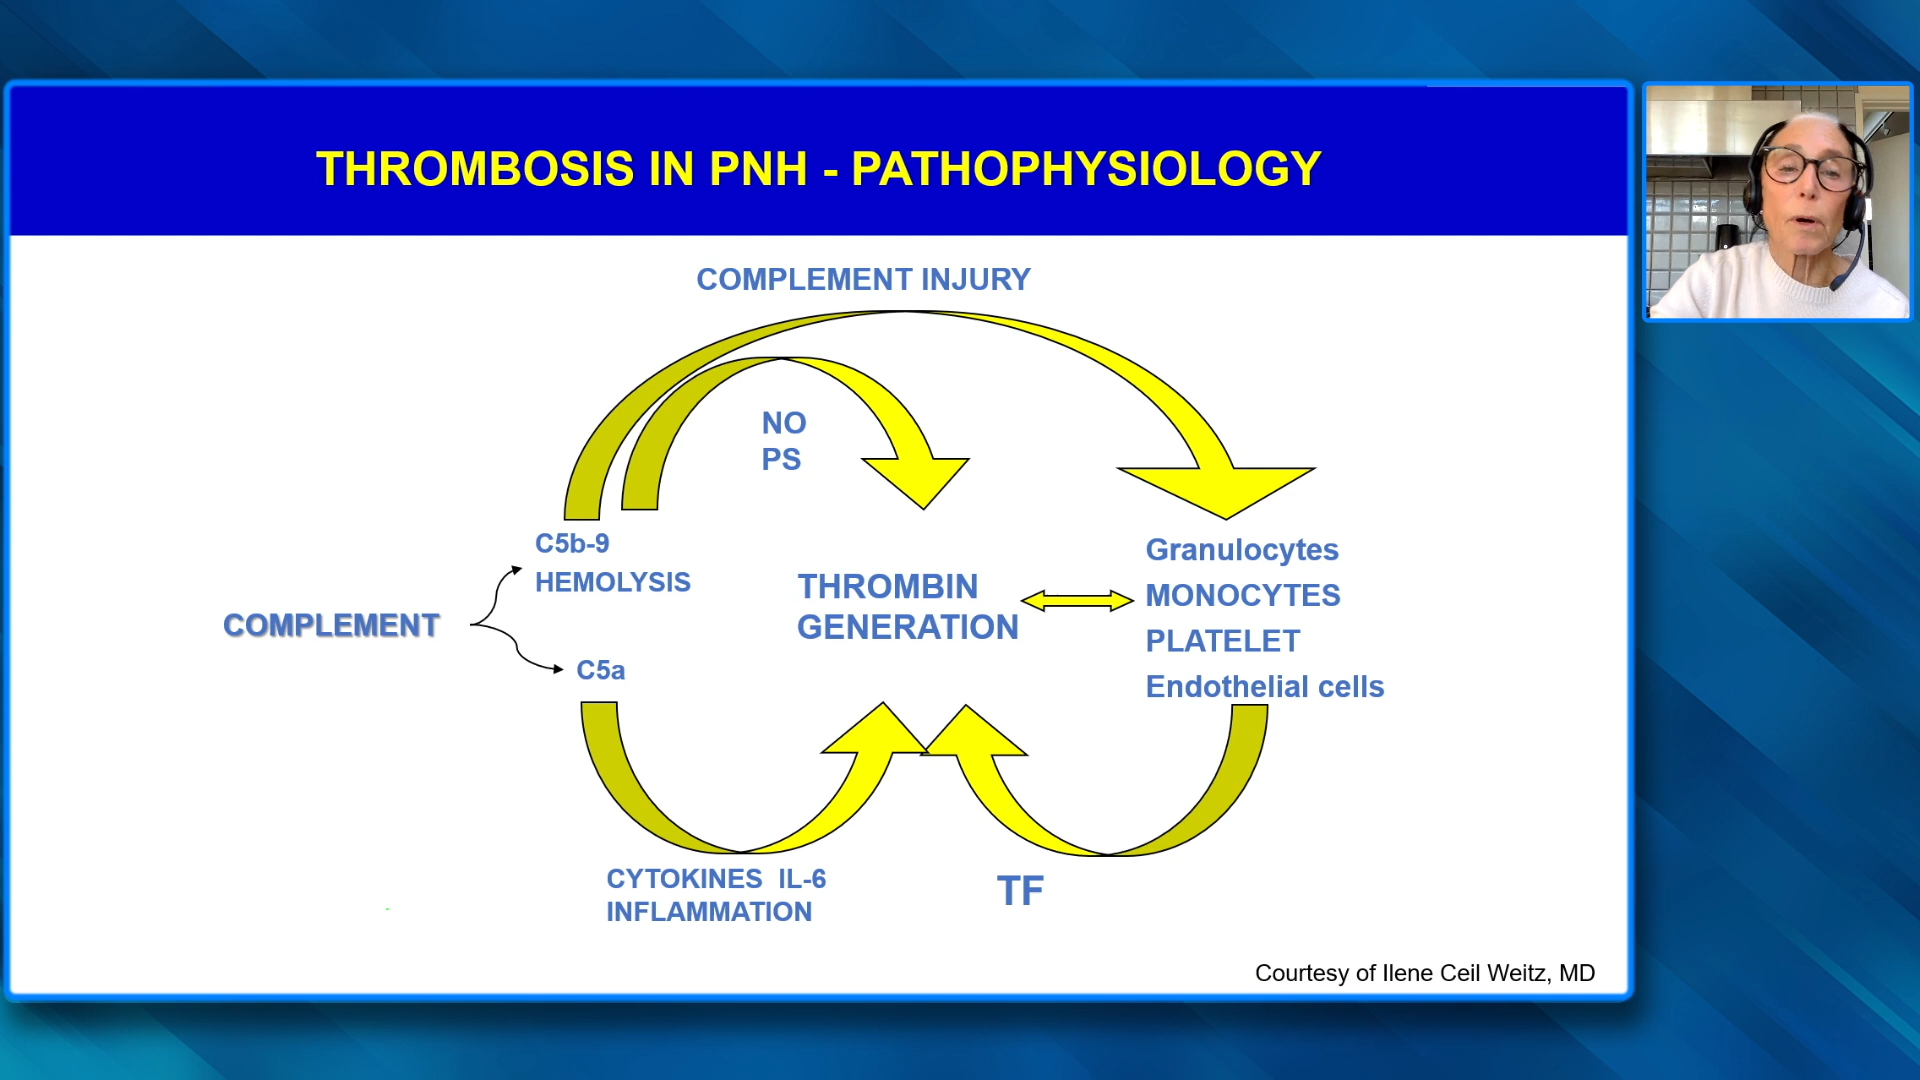 THROMBOSIS IN PNH - PATHOPHYSIOLOGY
COMPLEMENT INJURY
NO
PS
C5b-9
HEMOLYSIS
COMPLEMENT
C5a
THROMBIN
GENERATION
Granulocytes
MONOCYTES
PLATELET
Endothelial cells
CYTOKINES IL-6
INFLAMMATION
TF
Courtesy of Ilene Ceil Weitz, MD